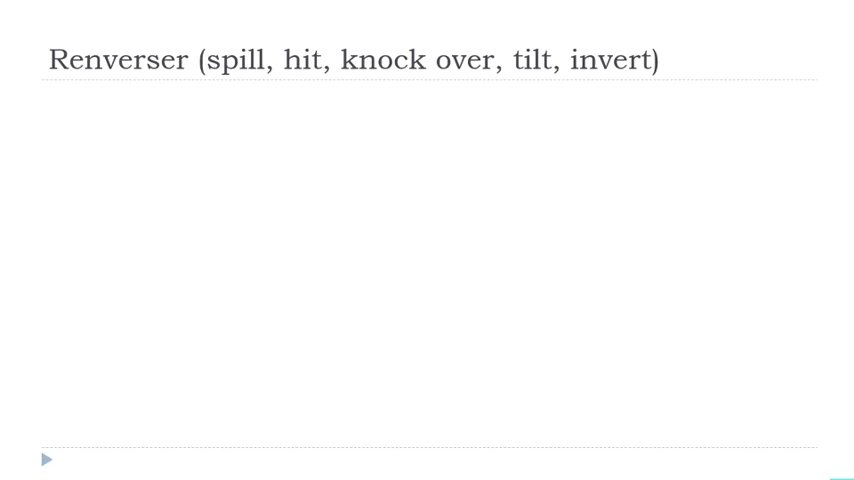 Renverser (spill, hit, knock over, tilt, invert)